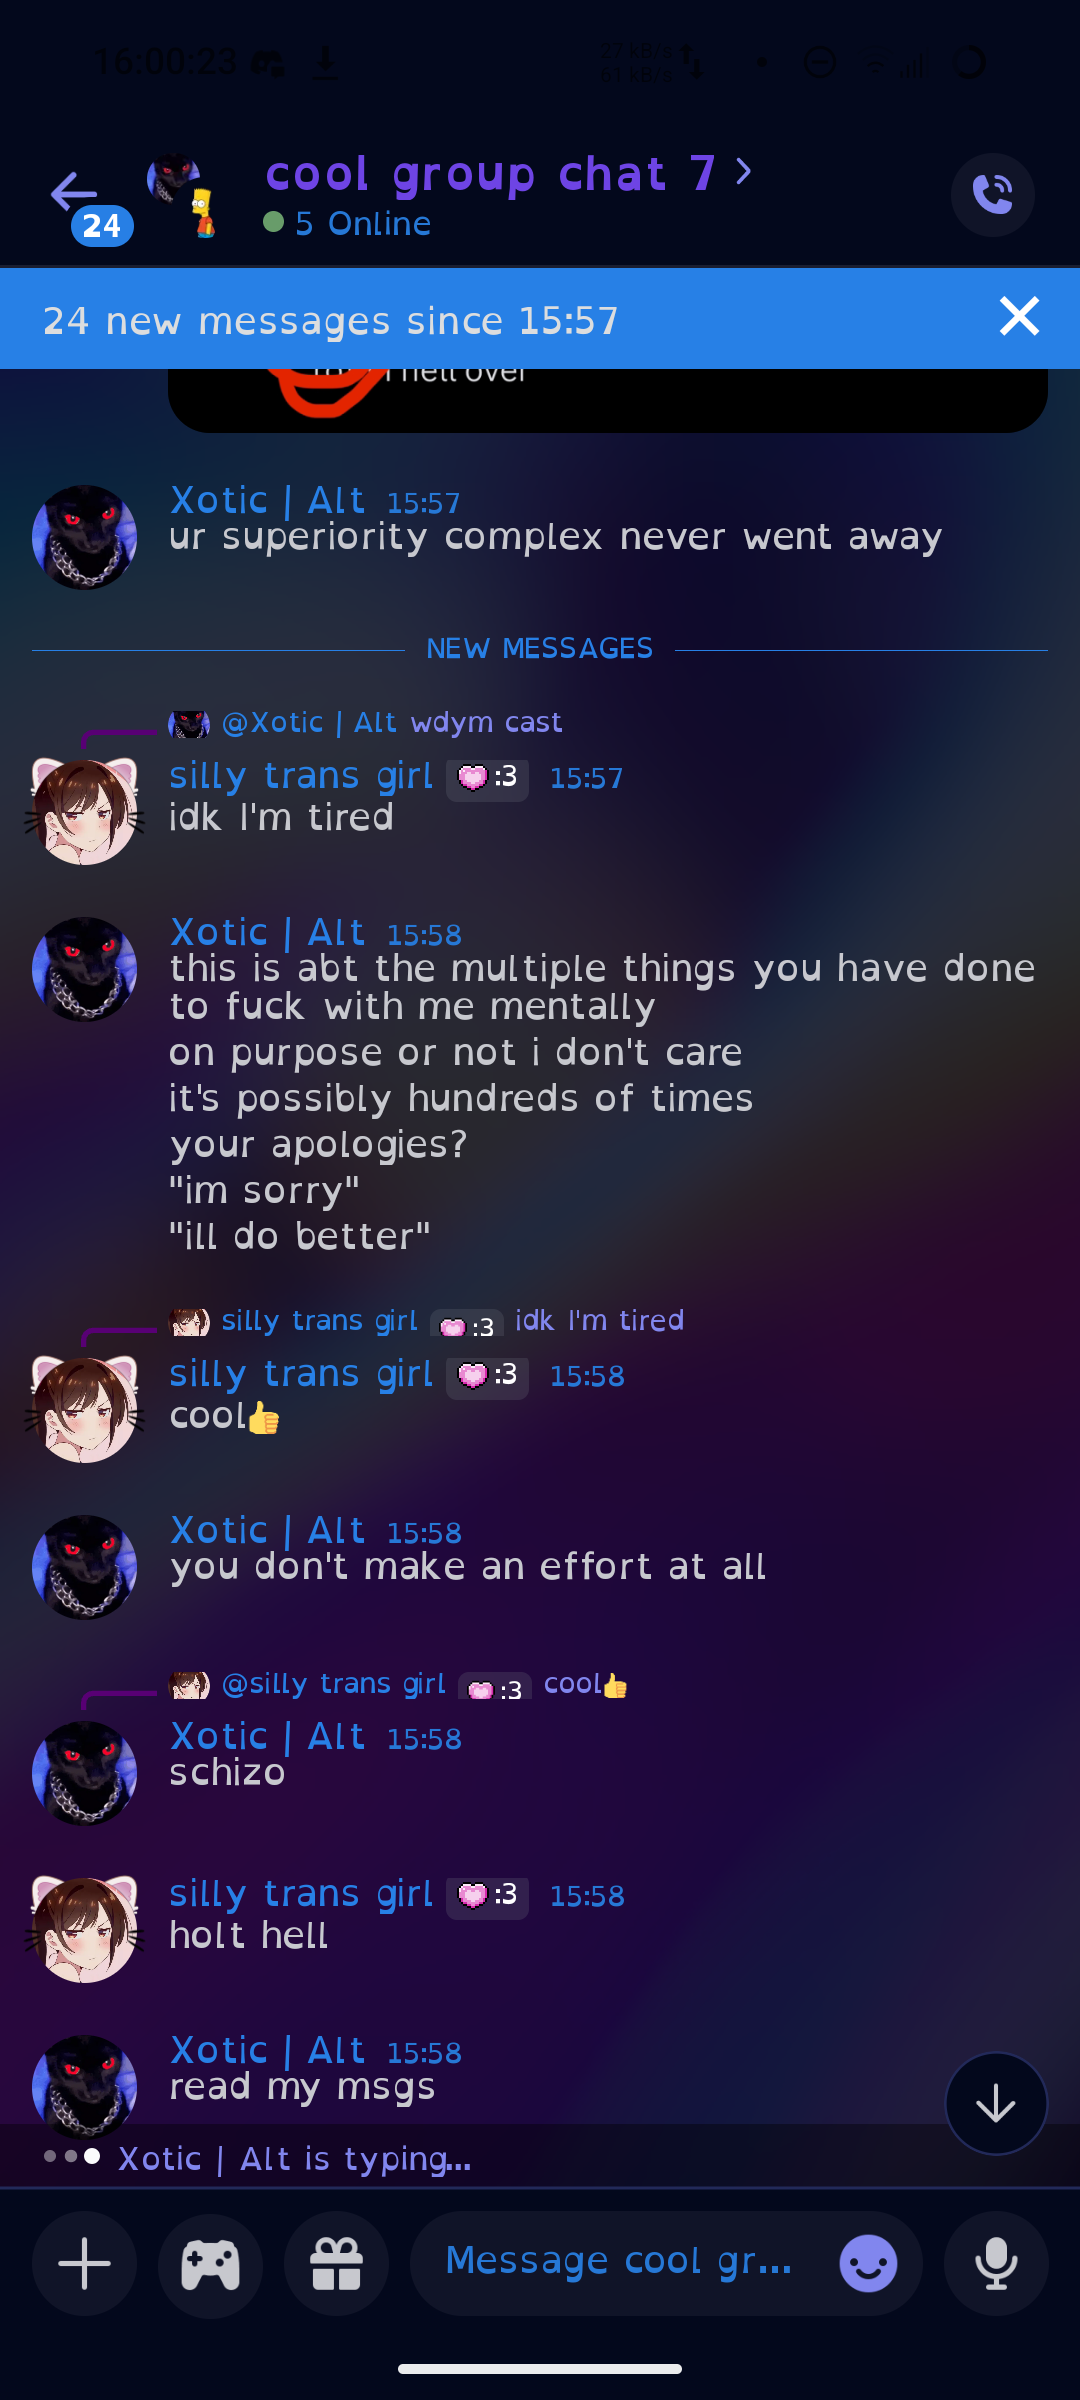 16:00:23
27 kB/s
61 kB/s
cool group chat 7
24
5 Online
24 new messages since 15:57
hell over
Xotic | Alt 15:57
ur superiority complex never went away
NEW MESSAGES
@Xotic | Alt wdym cast
silly trans girl :3 15:57
idk I'm tired
Xotic | Alt 15:58
this is abt the multiple things you have done
to fuck with me mentally
on purpose or not i don't care
it's possibly hundreds of times
your apologies?
"im sorry"
"ill do better"
silly trans girl :3 idk I'm tired
silly trans girl :3 15:58
cool👍
Xotic | Alt 15:58
you don't make an effort at all
@silly trans girl :3 cool👍
Xotic | Alt 15:58
schizo
silly trans girl :3 15:58
holt hell
Xotic | Alt 15:58
read my msgs
Xotic | Alt is typing...
Message cool gr...